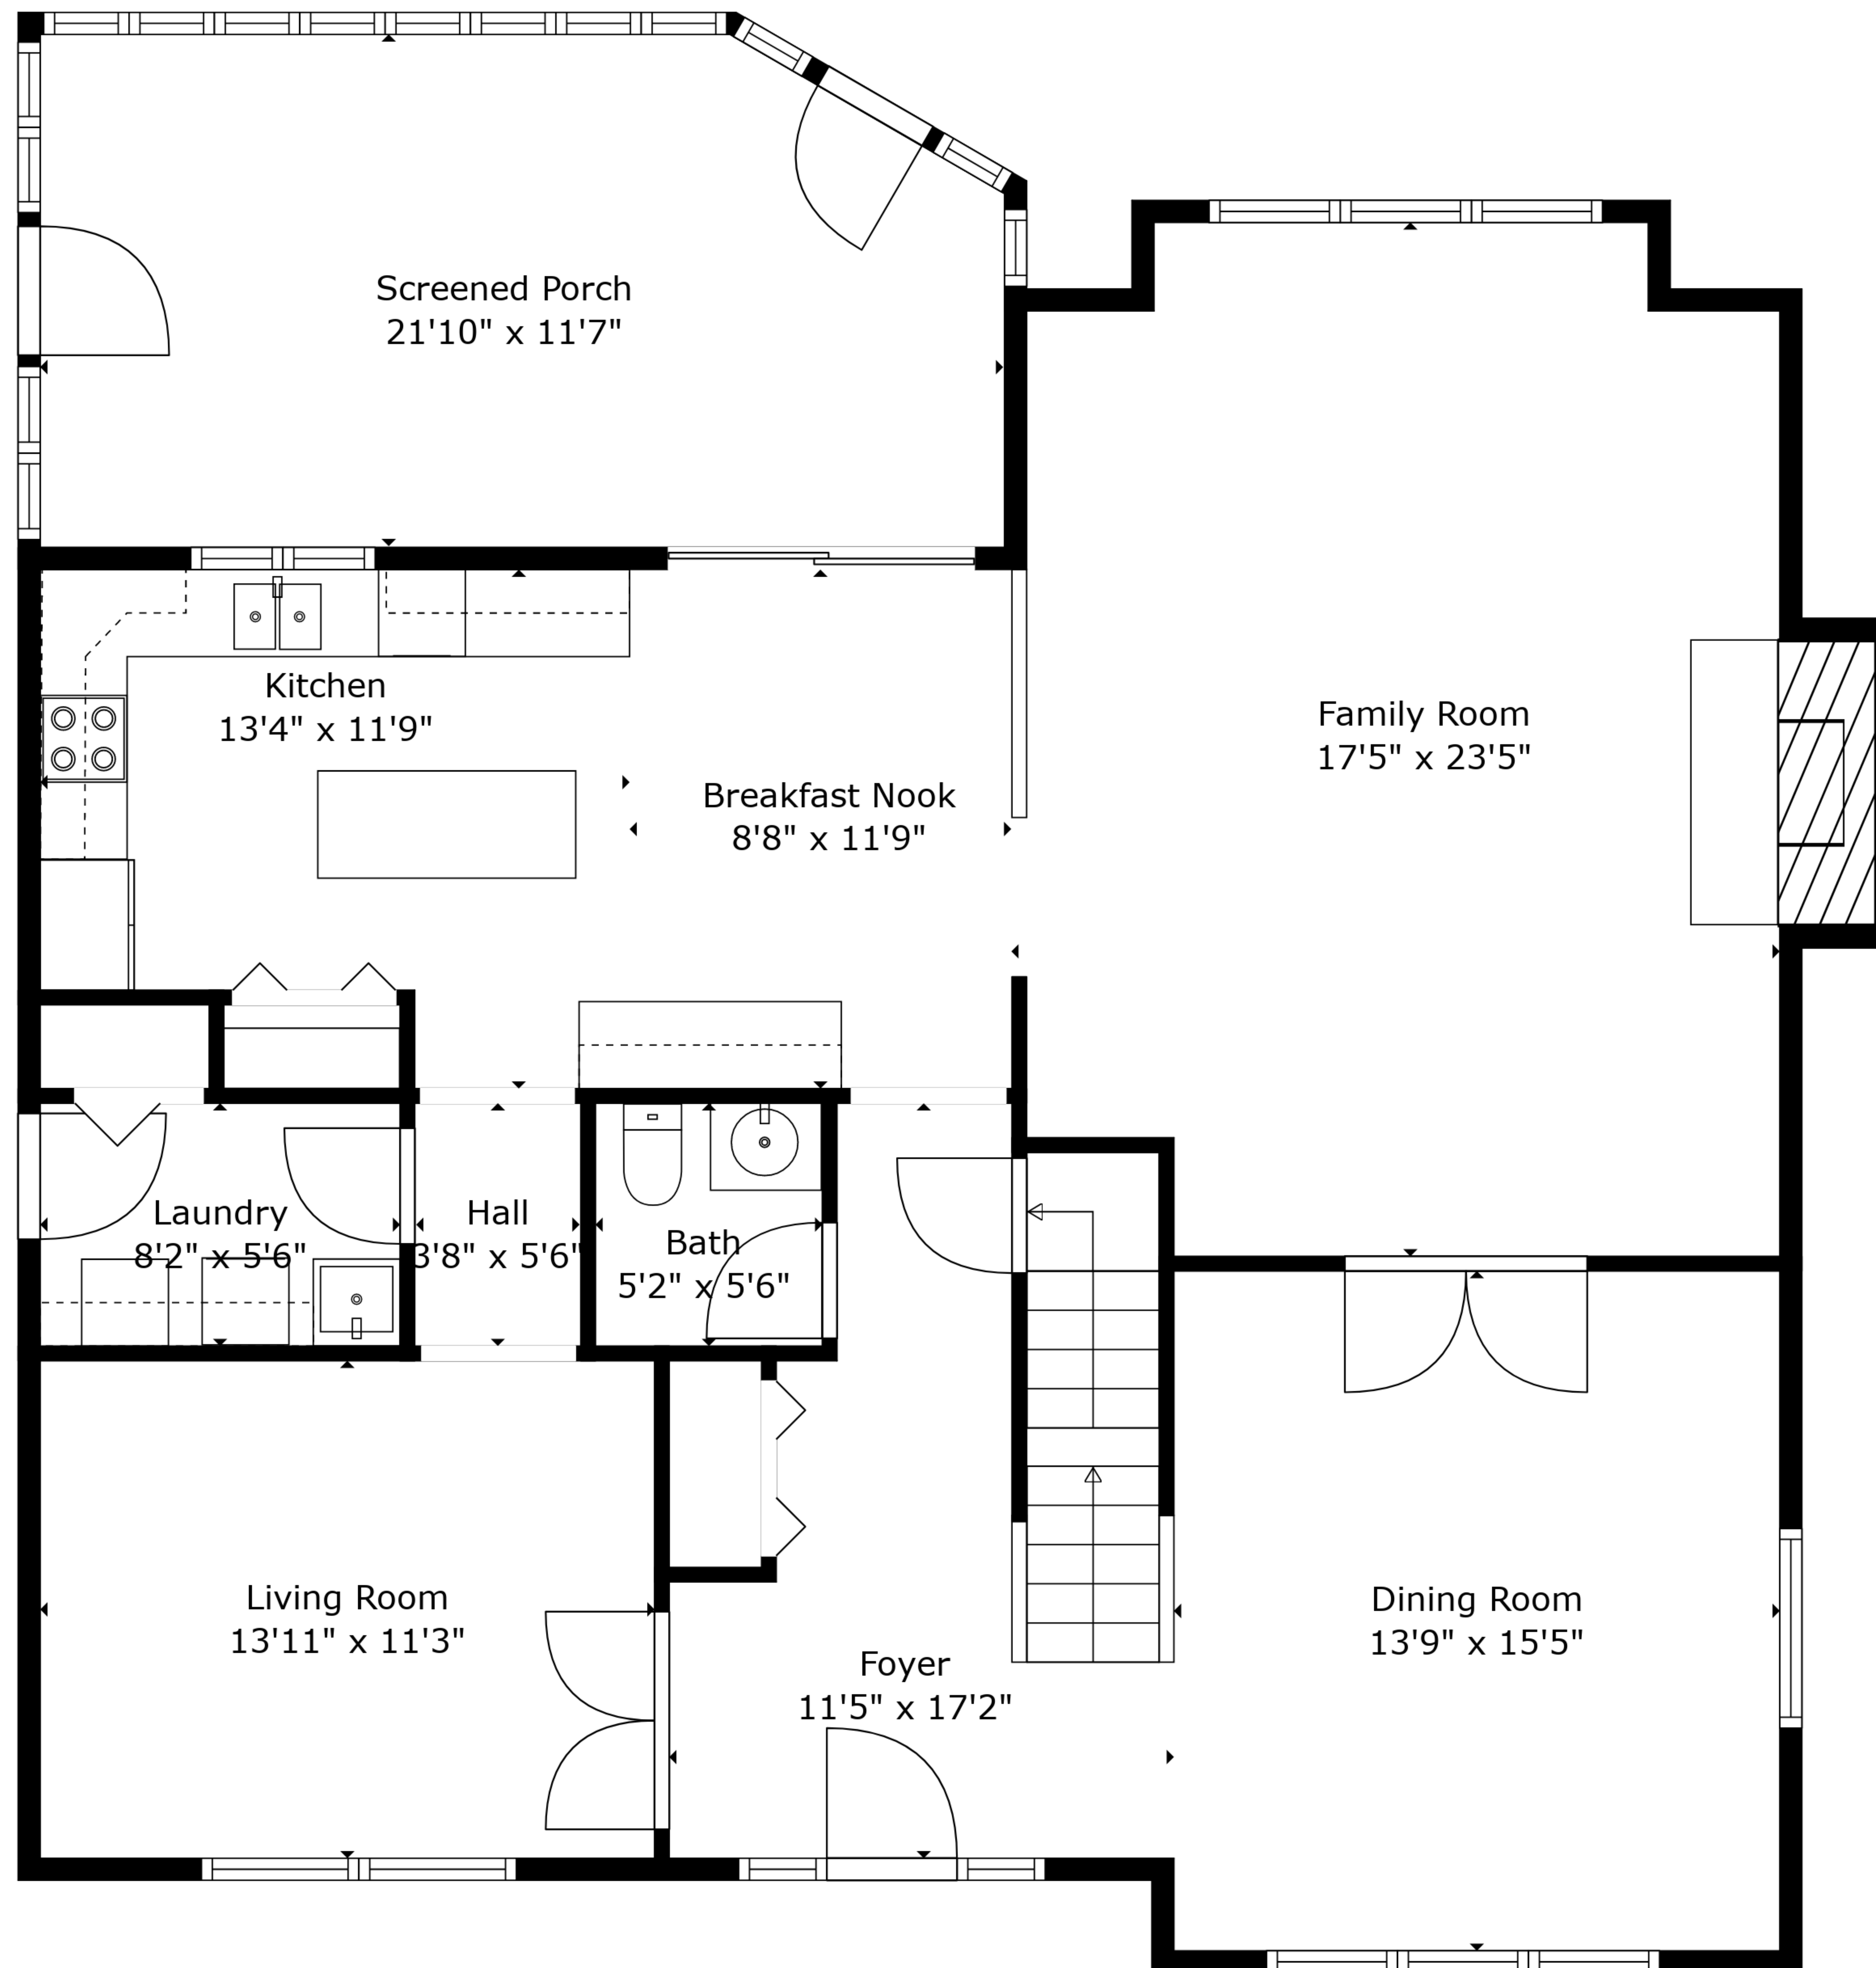 Screened Porch
21'10" x 11'7"
Kitchen
13'4" x 11'9"
Family Room
17'5" x 23'5"
Breakfast Nook
8'8" x 11'9"
Laundry
8'2" x 5'6"
Hall
3'8" x 5'6"
Bath
5'2" x 5'6"
Living Room
13'11" x 11'3"
Foyer
11'5" x 17'2"
Dining Room
13'9" x 15'5"